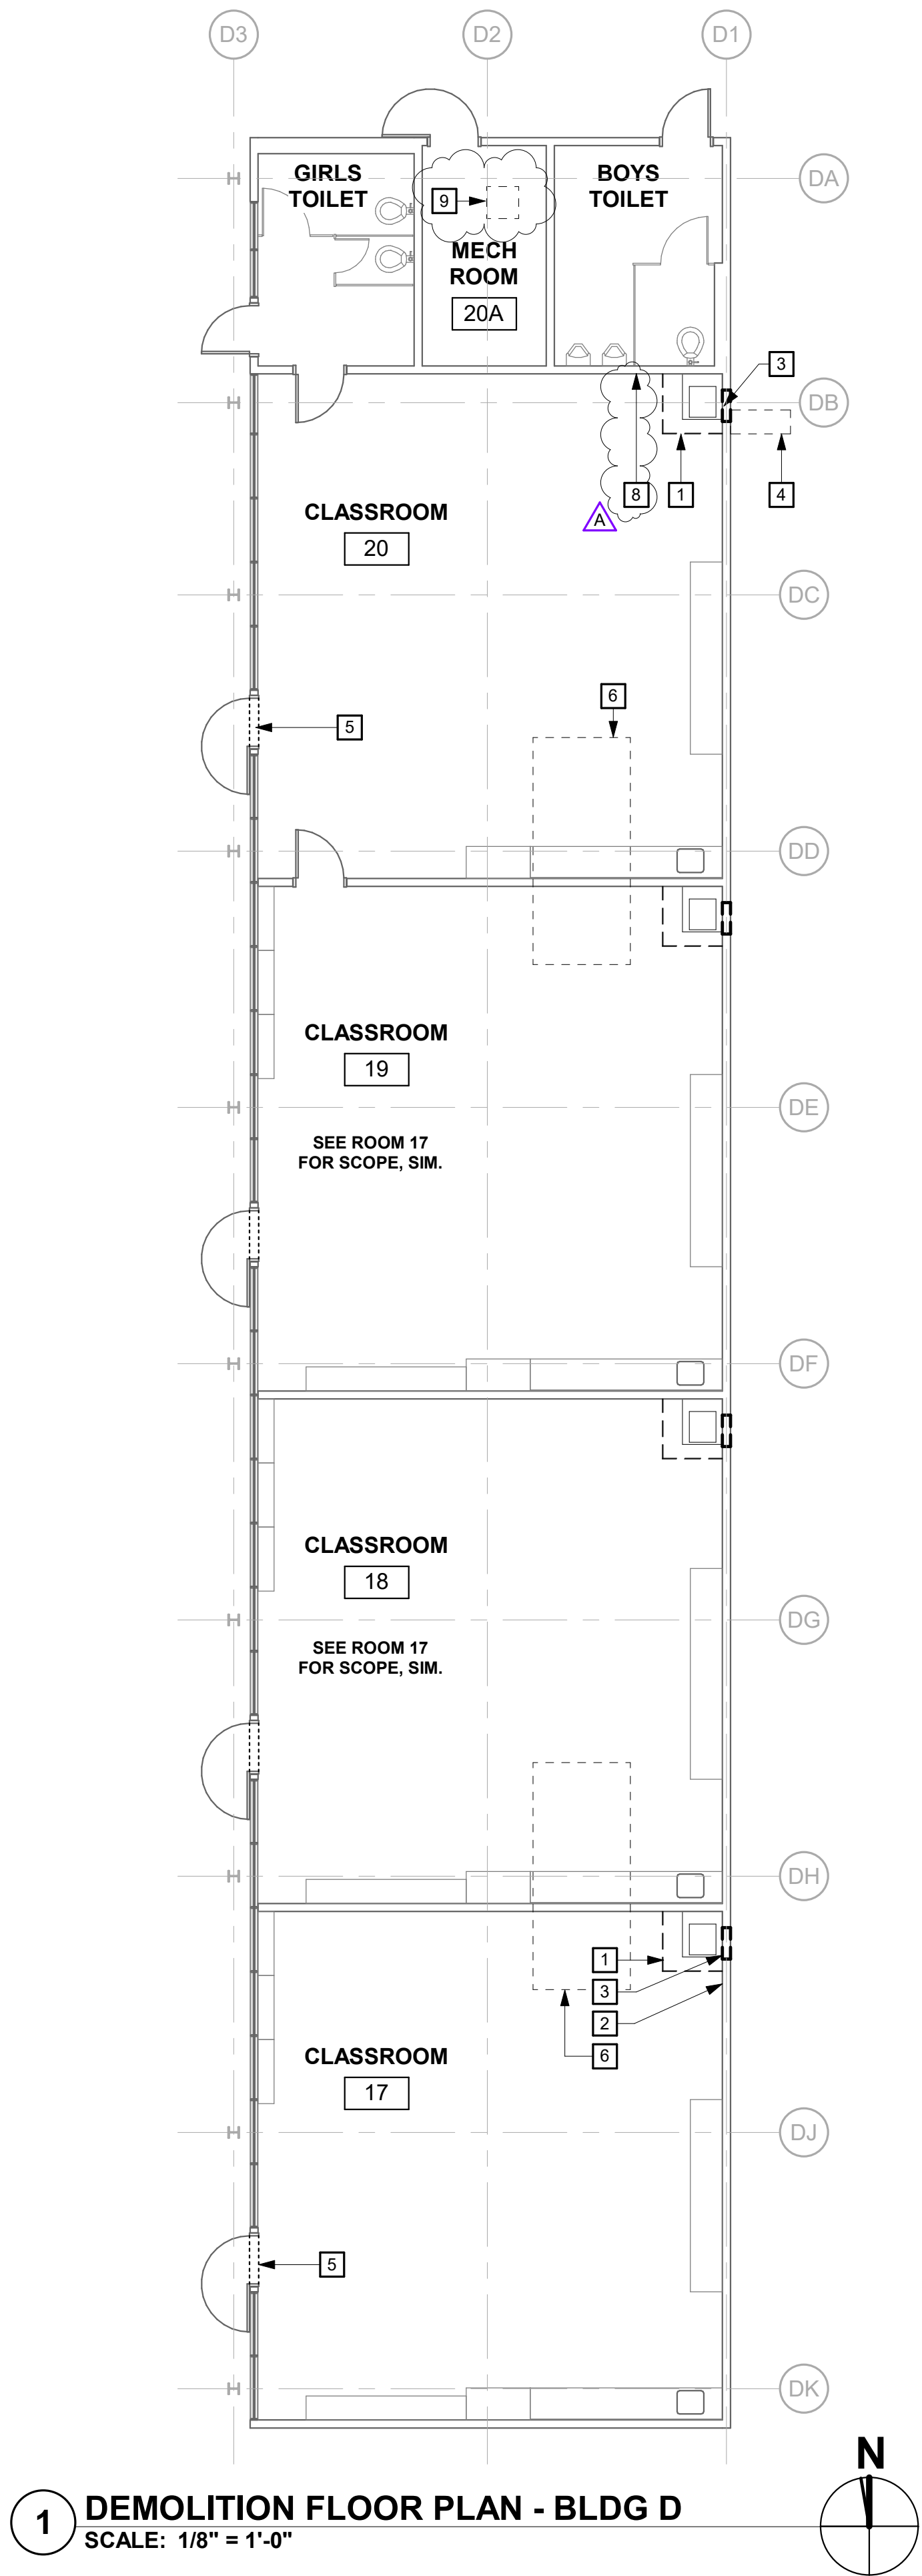 D3 D2 D1
GIRLS
TOILET
BOYS
TOILET
DA
9
MECH
ROOM
20A
3
DB
8 1 4
CLASSROOM
A
20
DC
6
5
DD
CLASSROOM
19
DE
SEE ROOM 17
FOR SCOPE, SIM.
DF
CLASSROOM
18
DG
SEE ROOM 17
FOR SCOPE, SIM.
DH
1
3
2
6
CLASSROOM
17
DJ
5
DK
N
1 DEMOLITION FLOOR PLAN - BLDG D
SCALE: 1/8" = 1'-0"